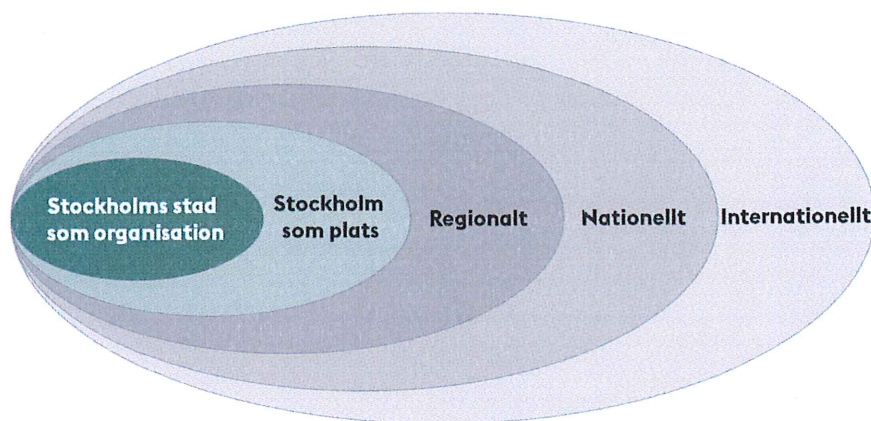 Stockholms stad
som organisation
Stockholm
som plats
Regionalt
Nationellt
Internationellt